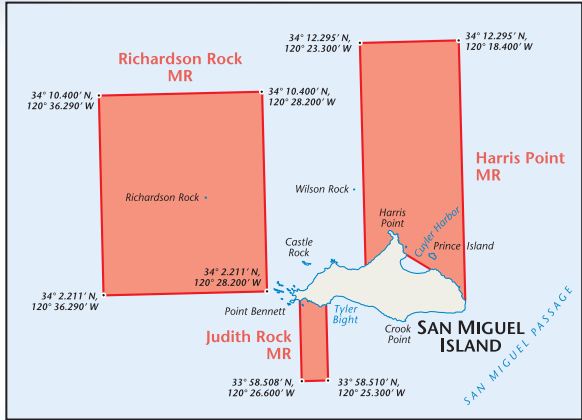 34° 12.295' N,
120° 23.300' W
34° 12.295' N,
120° 18.400' W
Richardson Rock
MR
34° 10.400' N,
120° 36.290' W
34° 10.400' N,
120° 28.200' W
Harris Point
MR
Richardson Rock
Wilson Rock
Harris
Point
Cuyler Harbor
Prince Island
Castle
Rock
34° 2.211' N,
120° 28.200' W
34° 2.211' N,
120° 36.290' W
Point Bennett
Tyler
Bight
Crook
Point
SAN MIGUEL
ISLAND
SAN MIGUEL PASSAGE
Judith Rock
MR
33° 58.508' N,
120° 26.600' W
33° 58.510' N,
120° 25.300' W